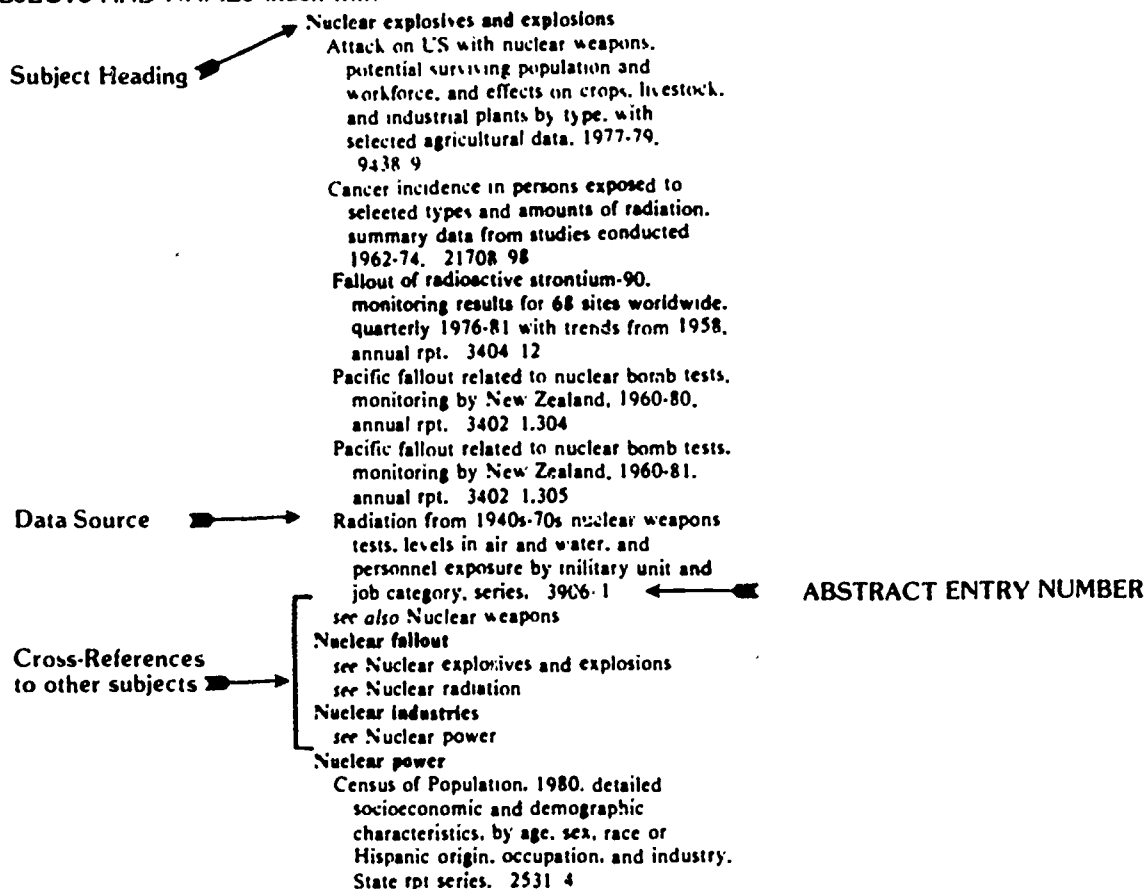 Nuclear explosives and explosions
Attack on US with nuclear weapons,
Subject Heading
potential surviving population and
workforce, and effects on crops, livestock,
and industrial plants by type, with
selected agricultural data, 1977-79,
9438 9
Cancer incidence in persons exposed to
selected types and amounts of radiation,
summary data from studies conducted
1962-74, 21708 98
Fallout of radioactive strontium-90,
monitoring results for 68 sites worldwide,
quarterly 1976-81 with trends from 1958,
annual rpt. 3404 12
Pacific fallout related to nuclear bomb tests,
monitoring by New Zealand, 1960-80,
annual rpt. 3402 1.304
Pacific fallout related to nuclear bomb tests,
monitoring by New Zealand, 1960-81,
annual rpt. 3402 1.305
Data Source
Radiation from 1940s-70s nuclear weapons
tests, levels in air and water, and
personnel exposure by military unit and
job category, series, 3906-1
ABSTRACT ENTRY NUMBER
see also Nuclear weapons
Nuclear fallout
Cross-References
to other subjects
see Nuclear explosives and explosions
see Nuclear radiation
Nuclear industries
see Nuclear power
Nuclear power
Census of Population, 1980, detailed
socioeconomic and demographic
characteristics, by age, sex, race or
Hispanic origin, occupation, and industry,
State rpt series, 2531 4